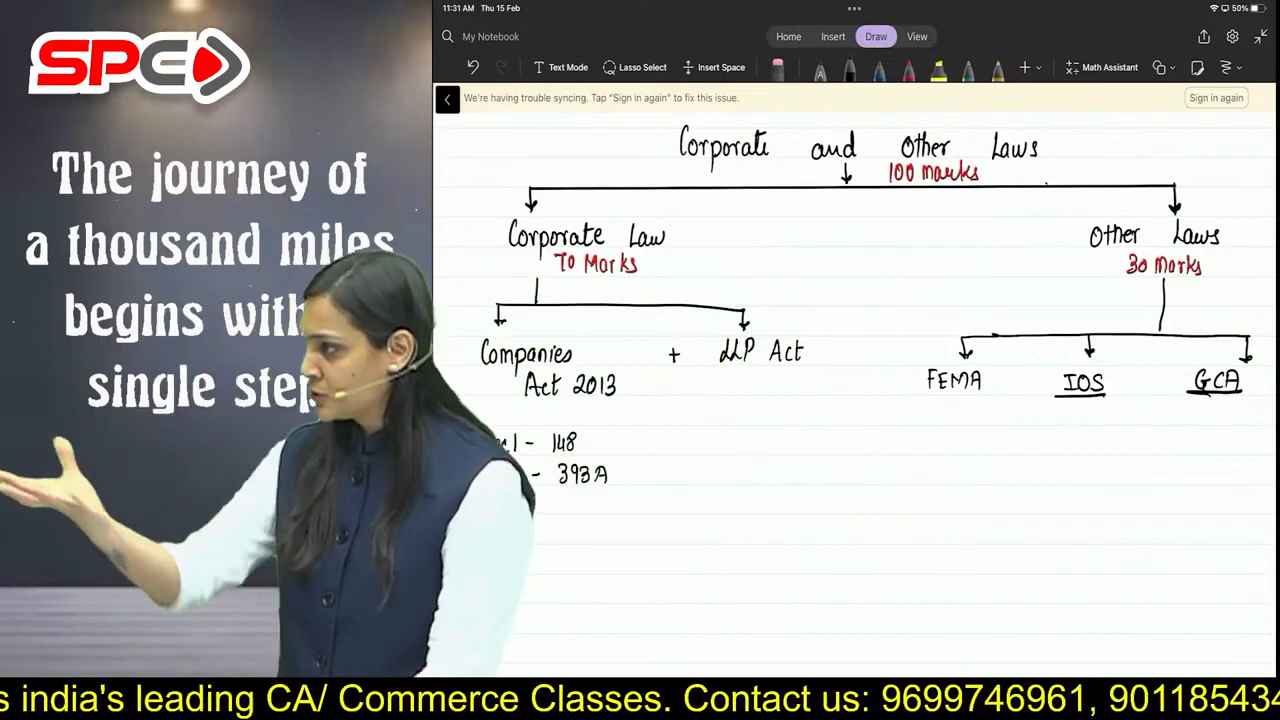 SPE
The journey of
a thousand miles
begins with
single step
11:31 AM Thu 15 Feb
50%
My Notebook
Home Insert Draw View
Text Mode Lasso Select Insert Space Math Assistant
We're having trouble syncing. Tap "Sign in again" to fix this issue. Sign in again
Corporate and Other Laws
100 marks
Corporate Law
70 Marks
Other Laws
30 Marks
Companies + LLP Act
Act 2013
FEMA IOS GCA
1 - 148
- 393A
s india's leading CA/ Commerce Classes. Contact us: 9699746961, 901185434